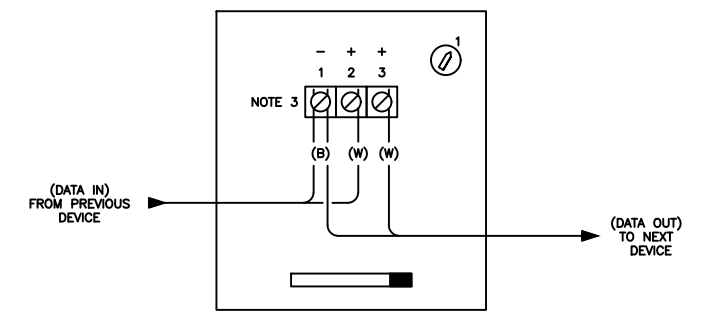 - + +
1 2 3
1
NOTE 3
(B) (W) (W)
(DATA IN)
FROM PREVIOUS
DEVICE
(DATA OUT)
TO NEXT
DEVICE